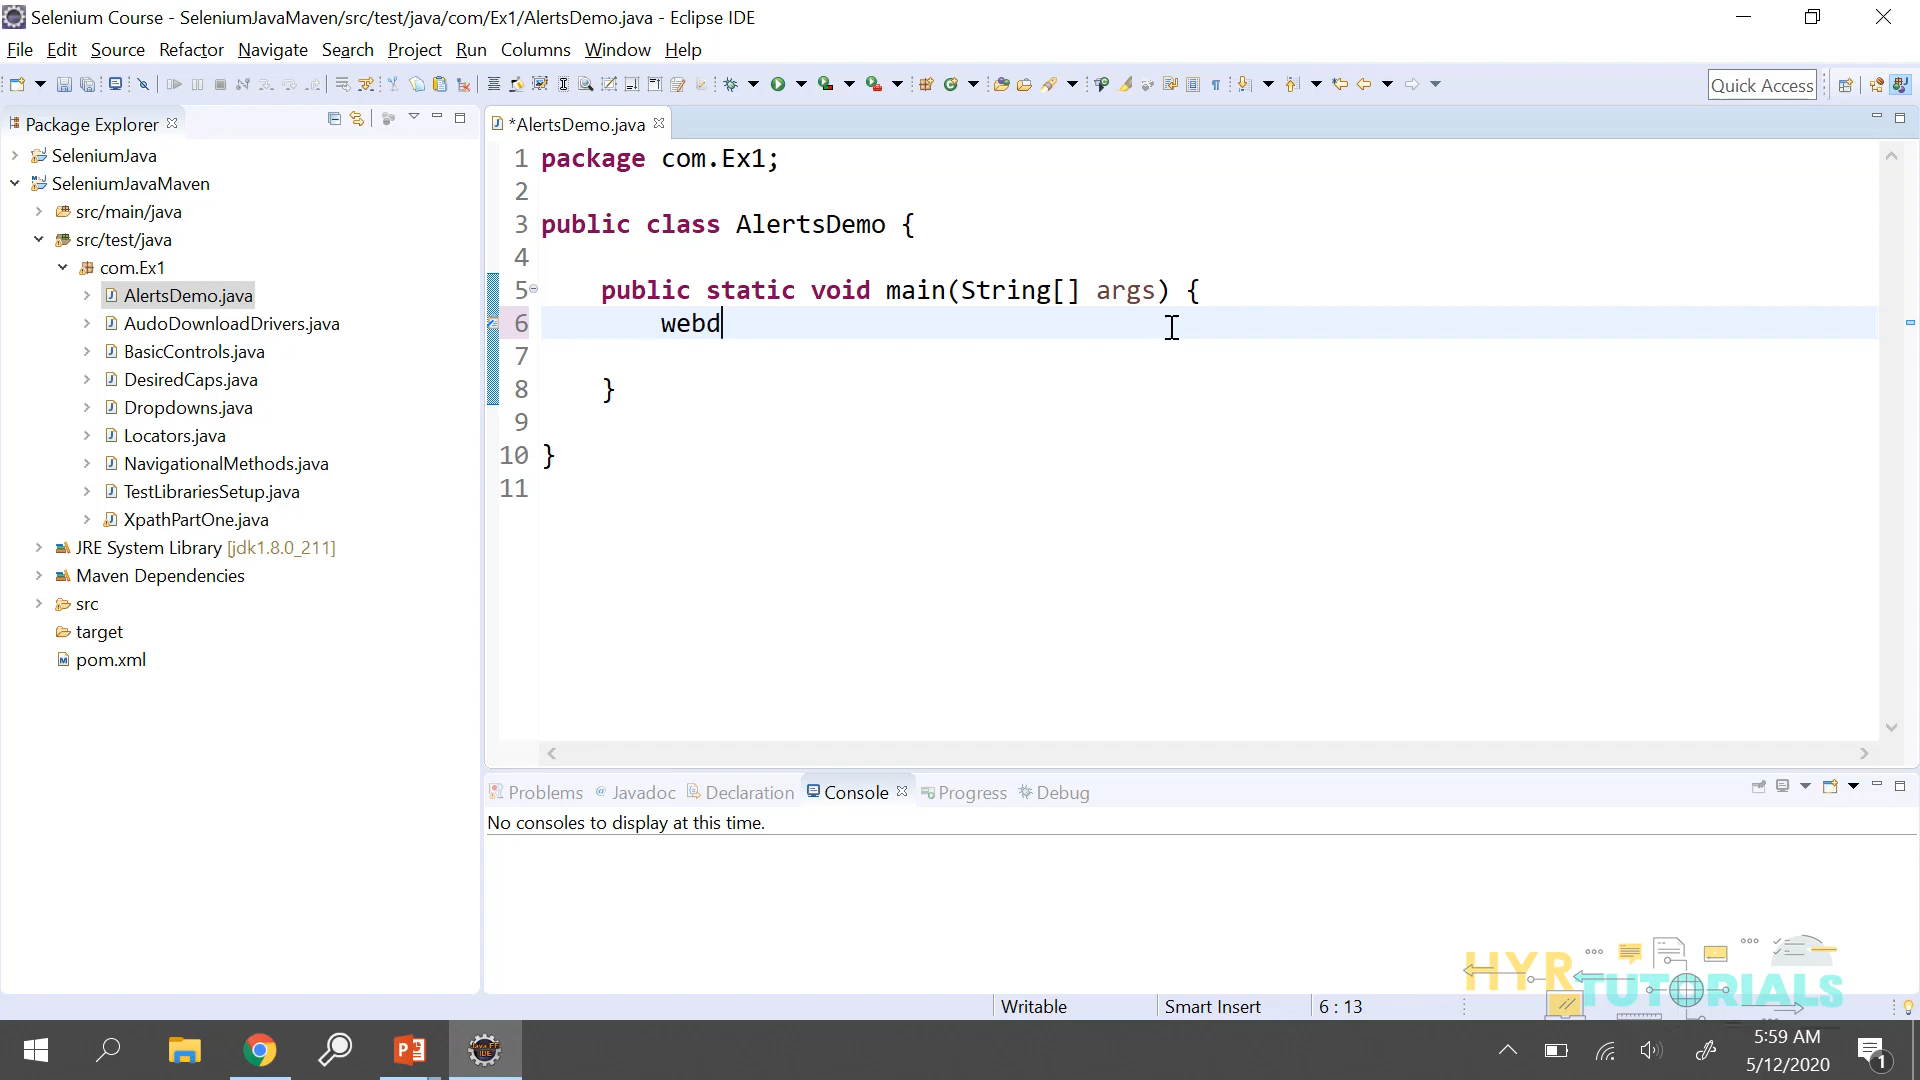 Selenium Course - SeleniumJavaMaven/src/test/java/com/Ex1/AlertsDemo.java - Eclipse IDE
File Edit Source Refactor Navigate Search Project Run Columns Window Help
Quick Access
Package Explorer
*AlertsDemo.java
SeleniumJava
SeleniumJavaMaven
src/main/java
src/test/java
com.Ex1
AlertsDemo.java
AudoDownloadDrivers.java
BasicControls.java
DesiredCaps.java
Dropdowns.java
Locators.java
NavigationalMethods.java
TestLibrariesSetup.java
XpathPartOne.java
JRE System Library [jdk1.8.0_211]
Maven Dependencies
src
target
pom.xml
1 package com.Ex1;
2
3 public class AlertsDemo {
4
5 public static void main(String[] args) {
6 webd
7
8 }
9
10 }
11
Problems Javadoc Declaration Console Progress Debug
No consoles to display at this time.
HYR TUTORIALS
Writable Smart Insert 6 : 13
Java EE IDE
5:59 AM
5/12/2020
1